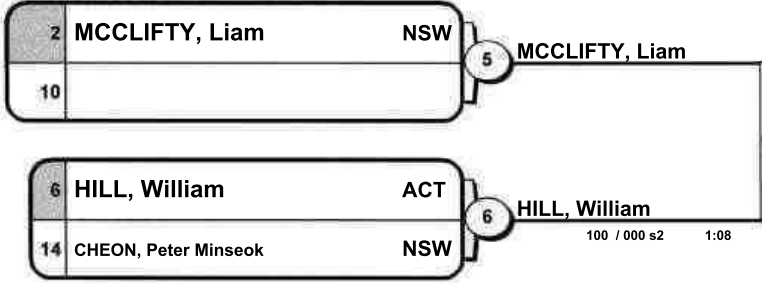 2 MCCLIFTY, Liam NSW
10
5 MCCLIFTY, Liam
6 HILL, William ACT
14 CHEON, Peter Minseok NSW
6 HILL, William
100 / 000 s2 1:08